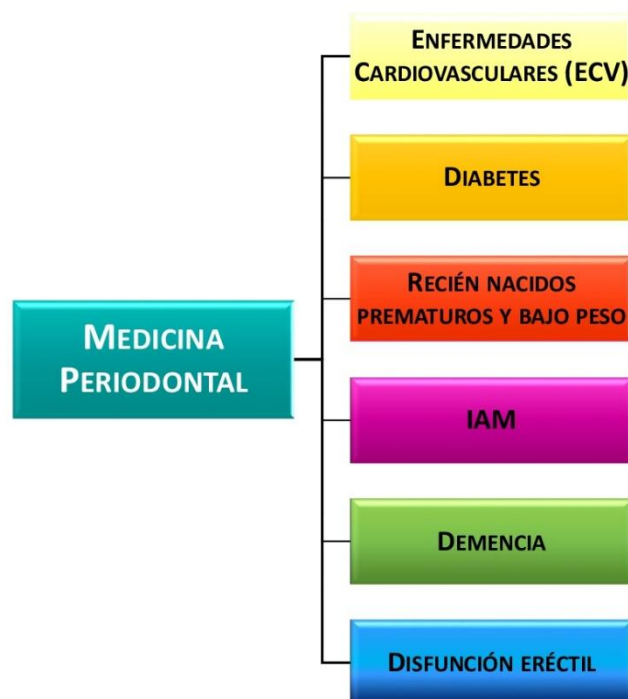 ENFERMEDADES
CARDIOVASCULARES (ECV)
DIABETES
RECIÉN NACIDOS
PREMATUROS Y BAJO PESO
MEDICINA
PERIODONTAL
IAM
DEMENCIA
DISFUNCIÓN ERÉCTIL